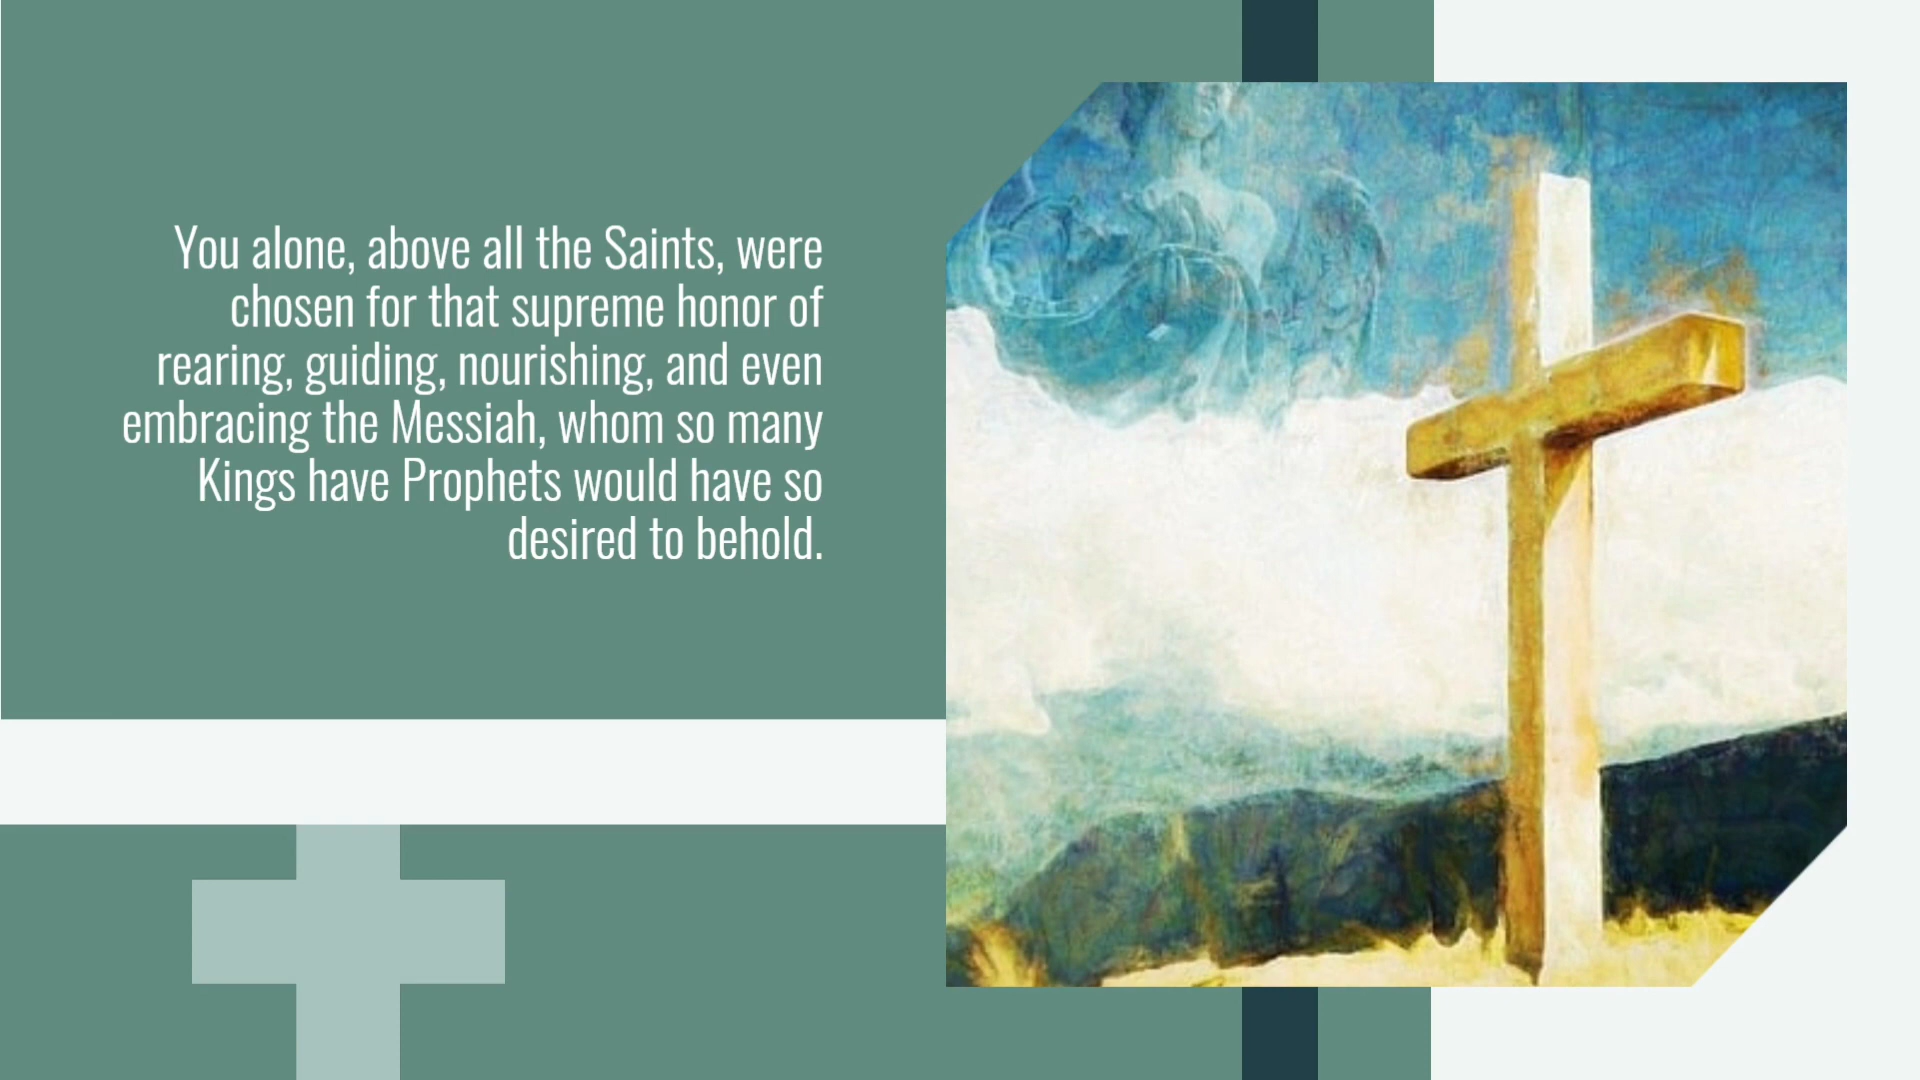 You alone, above all the Saints, were
chosen for that supreme honor of
rearing, guiding, nourishing, and even
embracing the Messiah, whom so many
Kings have Prophets would have so
desired to behold.